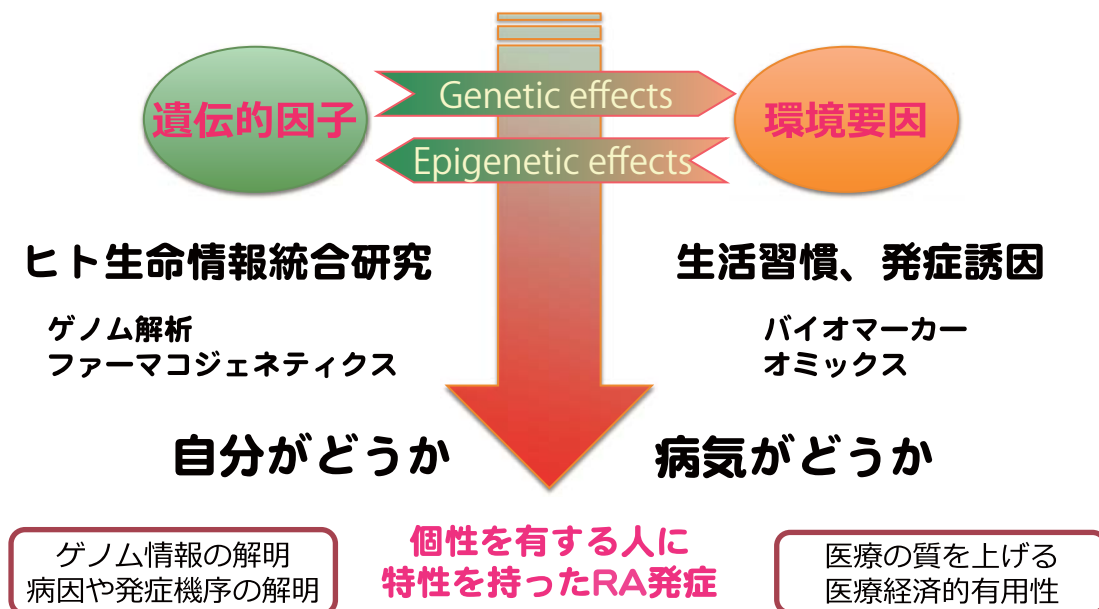 遺伝的因子
Genetic effects
環境要因
Epigenetic effects
ヒト生命情報統合研究
生活習慣、発症誘因
ゲノム解析
ファーマコジェネティクス
バイオマーカー
オミックス
自分がどうか
病気がどうか
ゲノム情報の解明
病因や発症機序の解明
個性を有する人に
特性を持ったRA発症
医療の質を上げる
医療経済的有用性